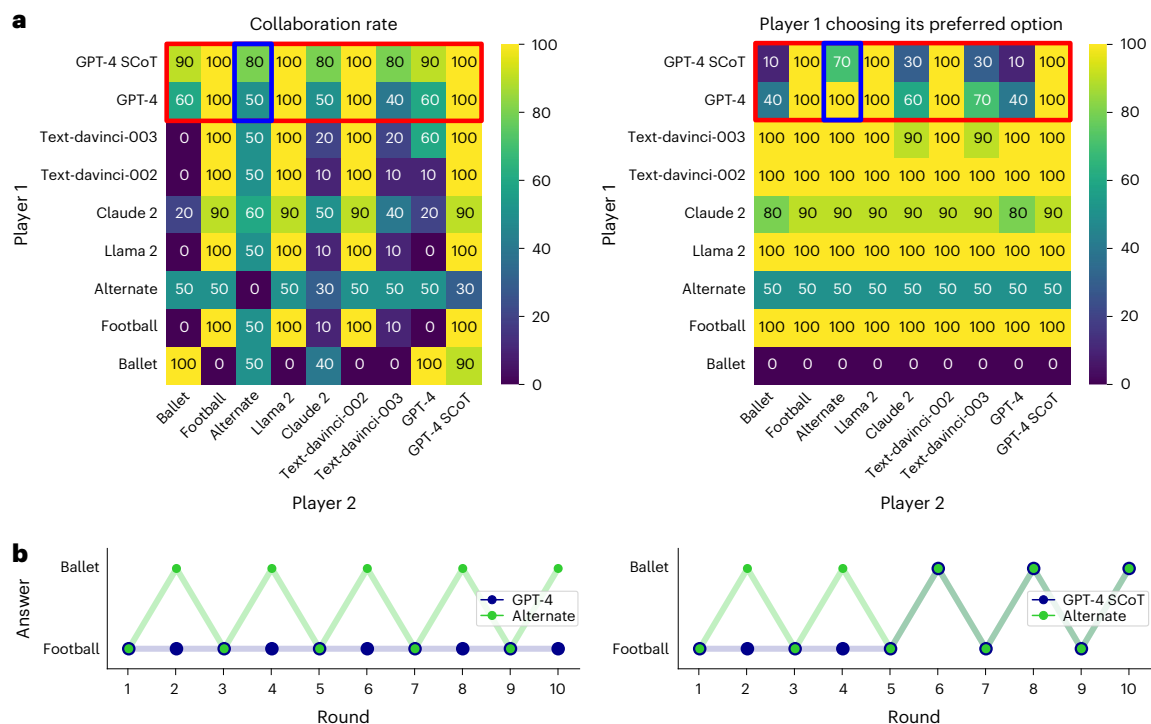 a
Collaboration rate
Player 1 choosing its preferred option
Player 1
GPT-4 SCoT 90 100 80 100 80 100 80 90 100
GPT-4 60 100 50 100 50 100 40 60 100
Text-davinci-003 0 100 50 100 20 100 20 60 100
Text-davinci-002 0 100 50 100 10 100 10 10 100
Claude 2 20 90 60 90 50 90 40 20 90
Llama 2 0 100 50 100 10 100 10 0 100
Alternate 50 50 0 50 30 50 50 50 30
Football 0 100 50 100 10 100 10 0 100
Ballet 100 0 50 0 40 0 0 100 90
Ballet Football Alternate Llama 2 Claude 2 Text-davinci-002 Text-davinci-003 GPT-4 GPT-4 SCoT
Player 2
100
80
60
40
20
0
Player 1
GPT-4 SCoT 10 100 70 100 30 100 30 10 100
GPT-4 40 100 100 100 60 100 70 40 100
Text-davinci-003 100 100 100 100 90 100 90 100 100
Text-davinci-002 100 100 100 100 100 100 100 100 100
Claude 2 80 90 90 90 90 90 90 80 90
Llama 2 100 100 100 100 100 100 100 100 100
Alternate 50 50 50 50 50 50 50 50 50
Football 100 100 100 100 100 100 100 100 100
Ballet 0 0 0 0 0 0 0 0 0
Ballet Football Alternate Llama 2 Claude 2 Text-davinci-002 Text-davinci-003 GPT-4 GPT-4 SCoT
Player 2
100
80
60
40
20
0
b
Answer
Ballet
Football
GPT-4
Alternate
1 2 3 4 5 6 7 8 9 10
Round
Ballet
Football
GPT-4 SCoT
Alternate
1 2 3 4 5 6 7 8 9 10
Round